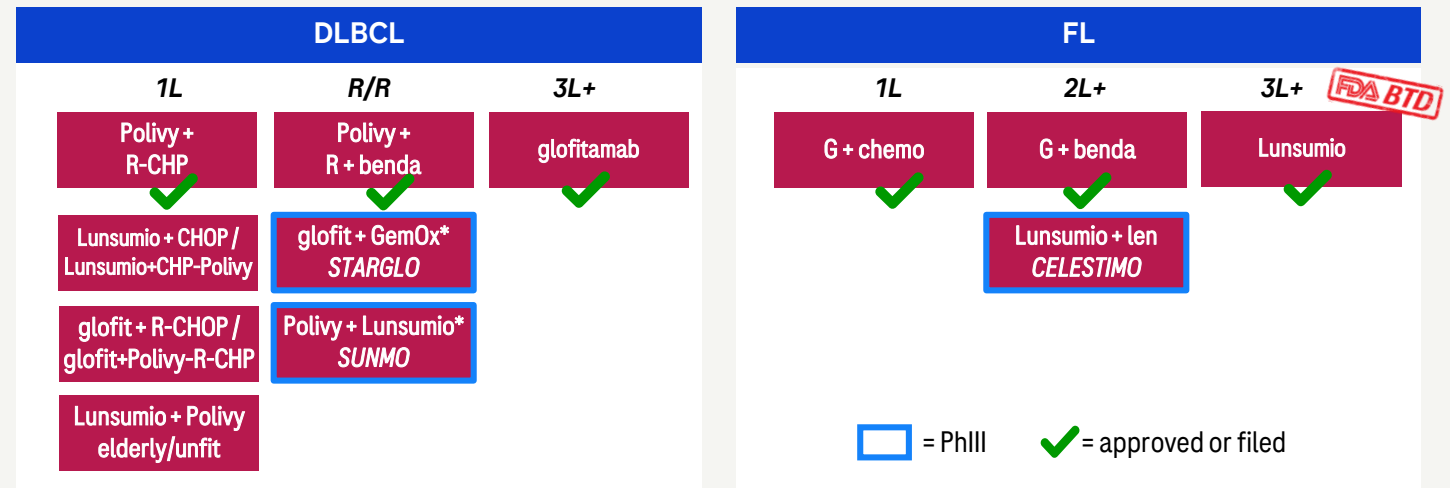 DLBCL
1L
R/R
3L+
Polivy +
R-CHP
Polivy +
R + benda
glofitamab
Lunsumio + CHOP /
Lunsumio+CHP-Polivy
glofit + GemOx*
STARGLO
glofit + R-CHOP /
glofit+Polivy-R-CHP
Polivy + Lunsumio*
SUNMO
Lunsumio + Polivy
elderly/unfit
FL
1L
2L+
3L+
FDA BTD
G + chemo
G + benda
Lunsumio
Lunsumio + len
CELESTIMO
= PhIII
= approved or filed